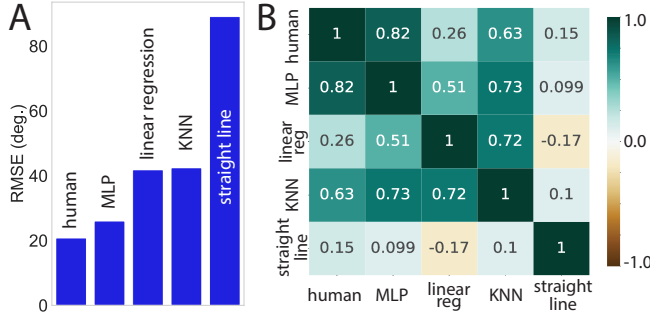 A
RMSE (deg.)
80
60
40
20
0
human
MLP
linear regression
KNN
straight line
B
human
MLP
linear
reg
KNN
straight
line
1 0.82 0.26 0.63 0.15
0.82 1 0.51 0.73 0.099
0.26 0.51 1 0.72 -0.17
0.63 0.73 0.72 1 0.1
0.15 0.099 -0.17 0.1 1
human MLP linear KNN straight
reg line
1.0
0.0
-1.0